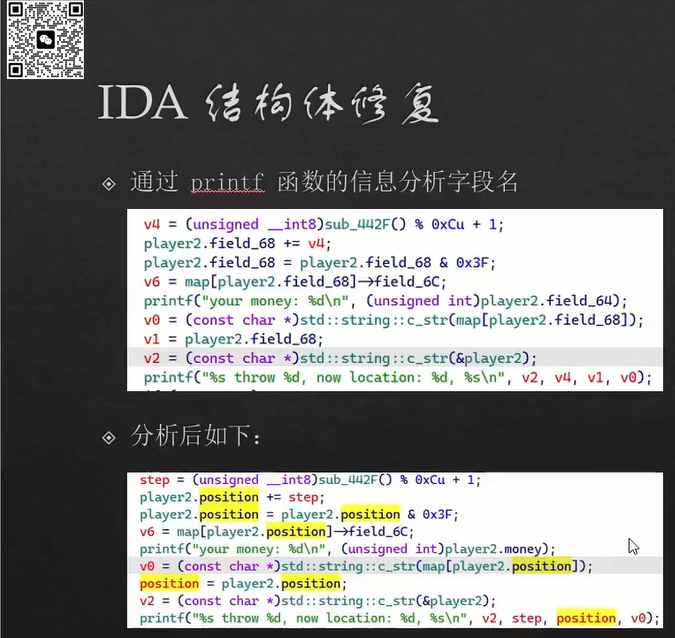 IDA 结构体修复
通过 printf 函数的信息分析字段名
v4 = (unsigned __int8)sub_442F() % 0xCu + 1;
player2.field_68 += v4;
player2.field_68 = player2.field_68 & 0x3F;
v6 = map[player2.field_68]->field_6C;
printf("your money: %d\n", (unsigned int)player2.field_64);
v0 = (const char *)std::string::c_str(map[player2.field_68]);
v1 = player2.field_68;
v2 = (const char *)std::string::c_str(&player2);
printf("%s throw %d, now location: %d, %s\n", v2, v4, v1, v0);
分析后如下：
step = (unsigned __int8)sub_442F() % 0xCu + 1;
player2.position += step;
player2.position = player2.position & 0x3F;
v6 = map[player2.position]->field_6C;
printf("your money: %d\n", (unsigned int)player2.money);
v0 = (const char *)std::string::c_str(map[player2.position]);
position = player2.position;
v2 = (const char *)std::string::c_str(&player2);
printf("%s throw %d, now location: %d, %s\n", v2, step, position, v0);